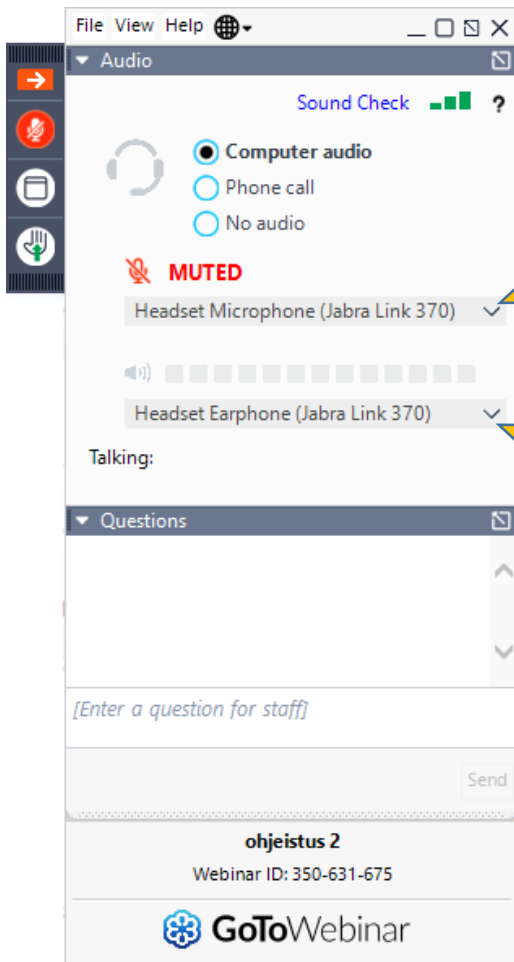 File View Help
Audio
Sound Check ?
Computer audio
Phone call
No audio
MUTED
Headset Microphone (Jabra Link 370)
Headset Earphone (Jabra Link 370)
Talking:
Questions
[Enter a question for staff]
Send
ohjeistus 2
Webinar ID: 350-631-675
GoToWebinar